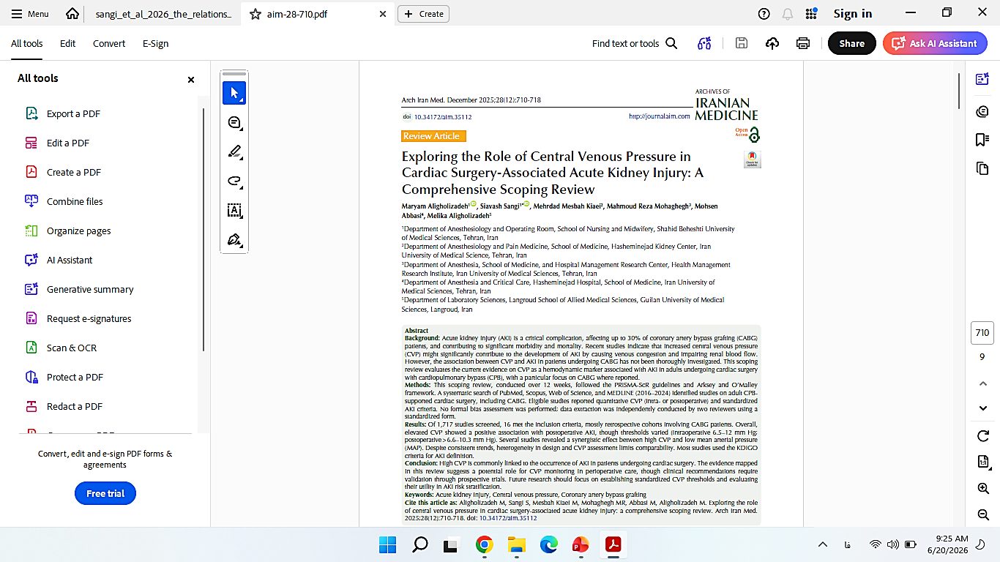 Menu
sangi_et_al_2026_the_relations...
aim-28-710.pdf
Create
Sign in
All tools
Edit
Convert
E-Sign
Find text or tools
Share
Ask AI Assistant
All tools
Export a PDF
Edit a PDF
Create a PDF
Combine files
Organize pages
AI Assistant
Generative summary
Request e-signatures
Scan & OCR
Protect a PDF
Redact a PDF
Convert, edit and e-sign PDF forms &
agreements
Free trial
Arch Iran Med. December 2025;28(12):710-718
doi 10.34172/aim.35112
http://journalaim.com
ARCHIVES OF
IRANIAN
MEDICINE
Open
Access
Review Article
Check for
updates
Exploring the Role of Central Venous Pressure in
Cardiac Surgery-Associated Acute Kidney Injury: A
Comprehensive Scoping Review
Maryam Aligholizadeh¹, Siavash Sangi¹*, Mehrdad Mesbah Kiaei², Mahmoud Reza Mohaghegh³, Mohsen
Abbasi⁴, Melika Aligholizadeh⁵
¹Department of Anesthesiology and Operating Room, School of Nursing and Midwifery, Shahid Beheshti University
of Medical Sciences, Tehran, Iran
²Department of Anesthesiology and Pain Medicine, School of Medicine, Hasheminejad Kidney Center, Iran
University of Medical Science, Tehran, Iran
³Department of Anesthesia, School of Medicine, and Hospital Management Research Center, Health Management
Research Institute, Iran University of Medical Sciences, Tehran, Iran
⁴Department of Anesthesia and Critical Care, Hasheminejad Hospital, School of Medicine, Iran University of
Medical Sciences, Tehran, Iran
⁵Department of Laboratory Sciences, Langroud School of Allied Medical Sciences, Guilan University of Medical
Sciences, Langroud, Iran
Abstract
Background: Acute kidney injury (AKI) is a critical complication, affecting up to 30% of coronary artery bypass grafting (CABG)
patients, and contributing to significant morbidity and mortality. Recent studies indicate that increased central venous pressure
(CVP) might significantly contribute to the development of AKI by causing venous congestion and impairing renal blood flow.
However, the association between CVP and AKI in patients undergoing CABG has not been thoroughly investigated. This scoping
review evaluates the current evidence on CVP as a hemodynamic marker associated with AKI in adults undergoing cardiac surgery
with cardiopulmonary bypass (CPB), with a particular focus on CABG where reported.
Methods: This scoping review, conducted over 12 weeks, followed the PRISMA-ScR guidelines and Arksey and O'Malley
framework. A systematic search of PubMed, Scopus, Web of Science, and MEDLINE (2016–2024) identified studies on adult CPB-
supported cardiac surgery, including CABG. Eligible studies reported quantitative CVP (intra- or postoperative) and standardized
AKI criteria. No formal bias assessment was performed; data extraction was independently conducted by two reviewers using a
standardized form.
Results: Of 1,717 studies screened, 16 met the inclusion criteria, mostly retrospective cohorts involving CABG patients. Overall,
elevated CVP showed a positive association with postoperative AKI, though thresholds varied (intraoperative 6.5–12 mm Hg;
postoperative >6.6–10.3 mm Hg). Several studies revealed a synergistic effect between high CVP and low mean arterial pressure
(MAP). Despite consistent trends, heterogeneity in design and CVP assessment limits comparability. Most studies used the KDIGO
criteria for AKI definition.
Conclusion: High CVP is commonly linked to the occurrence of AKI in patients undergoing cardiac surgery. The evidence mapped
in this review suggests a potential role for CVP monitoring in perioperative care, though clinical recommendations require
validation through prospective trials. Future research should focus on establishing standardized CVP thresholds and evaluating
their utility in AKI risk stratification.
Keywords: Acute kidney injury, Central venous pressure, Coronary artery bypass grafting
Cite this article as: Aligholizadeh M, Sangi S, Mesbah Kiaei M, Mohaghegh MR, Abbasi M, Aligholizadeh M. Exploring the role
of central venous pressure in cardiac surgery-associated acute kidney injury: a comprehensive scoping review. Arch Iran Med.
2025;28(12):710-718. doi: 10.34172/aim.35112
710
9
1:1
فا
9:25 AM
6/20/2026